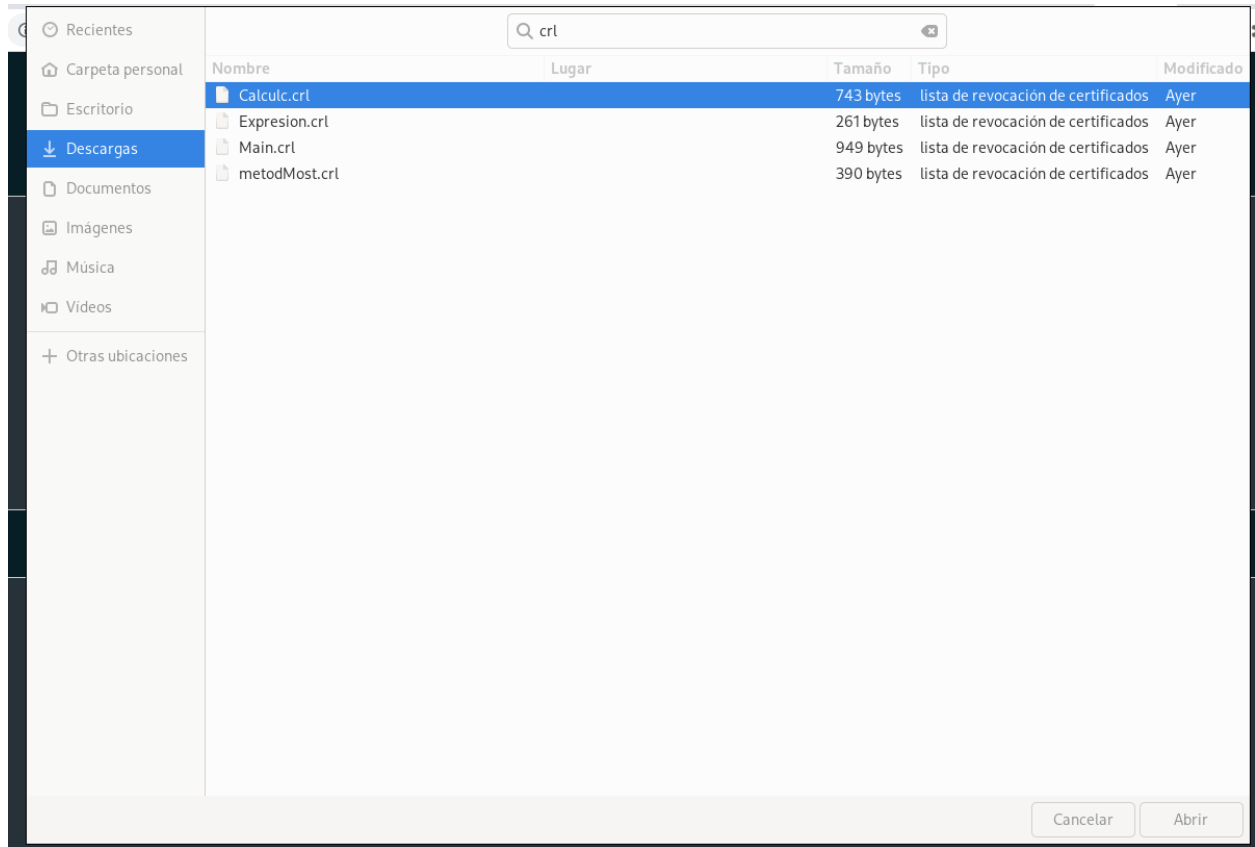 Recientes
crl
Carpeta personal
Escritorio
Descargas
Documentos
Imágenes
Música
Vídeos
Otras ubicaciones
Nombre Lugar Tamaño Tipo Modificado
Calculc.crl 743 bytes lista de revocación de certificados Ayer
Expresion.crl 261 bytes lista de revocación de certificados Ayer
Main.crl 949 bytes lista de revocación de certificados Ayer
metodMost.crl 390 bytes lista de revocación de certificados Ayer
Cancelar Abrir